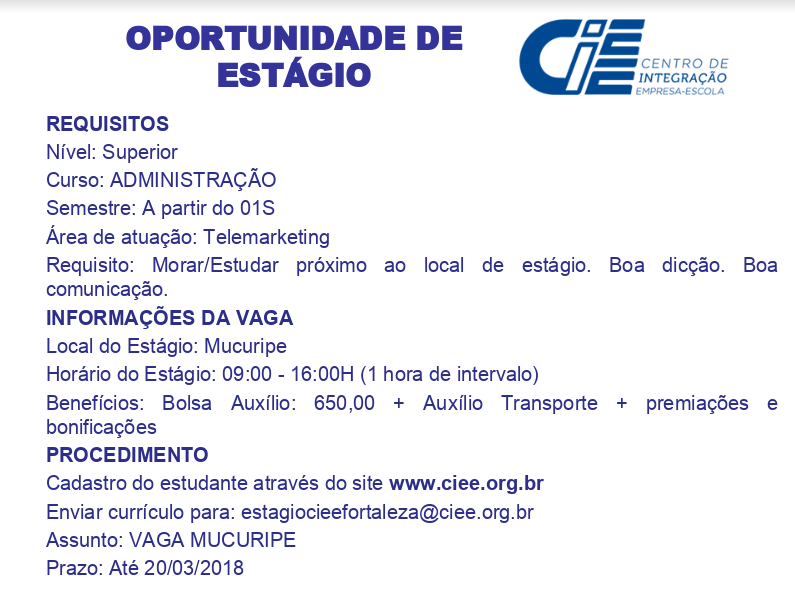 OPORTUNIDADE DE
ESTÁGIO
CIEE
CENTRO DE
INTEGRAÇÃO
EMPRESA-ESCOLA
REQUISITOS
Nível: Superior
Curso: ADMINISTRAÇÃO
Semestre: A partir do 01S
Área de atuação: Telemarketing
Requisito: Morar/Estudar próximo ao local de estágio. Boa dicção. Boa
comunicação.
INFORMAÇÕES DA VAGA
Local do Estágio: Mucuripe
Horário do Estágio: 09:00 - 16:00H (1 hora de intervalo)
Benefícios: Bolsa Auxílio: 650,00 + Auxílio Transporte + premiações e
bonificações
PROCEDIMENTO
Cadastro do estudante através do site www.ciee.org.br
Enviar currículo para: estagiocieefortaleza@ciee.org.br
Assunto: VAGA MUCURIPE
Prazo: Até 20/03/2018